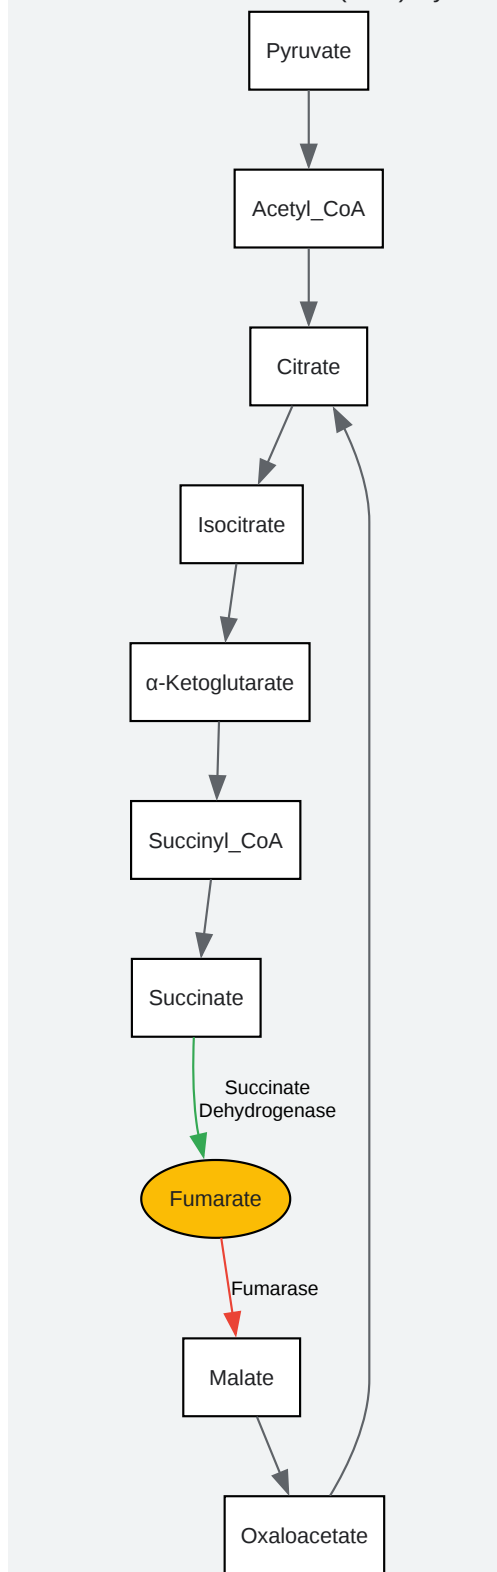 Pyruvate
Acetyl_CoA
Citrate
Isocitrate
α-Ketoglutarate
Succinyl_CoA
Succinate
Succinate
Dehydrogenase
Fumarate
Fumarase
Malate
Oxaloacetate